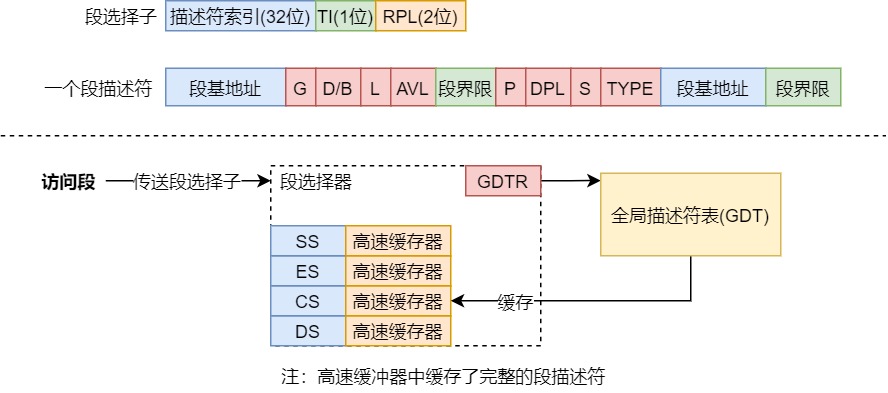 段选择子 描述符索引(32位) TI(1位) RPL(2位)
一个段描述符 段基地址 G D/B L AVL 段界限 P DPL S TYPE 段基地址 段界限
访问段 传送段选择子 段选择器 GDTR
全局描述符表(GDT)
SS 高速缓存器
ES 高速缓存器
CS 高速缓存器 缓存
DS 高速缓存器
注：高速缓冲器中缓存了完整的段描述符